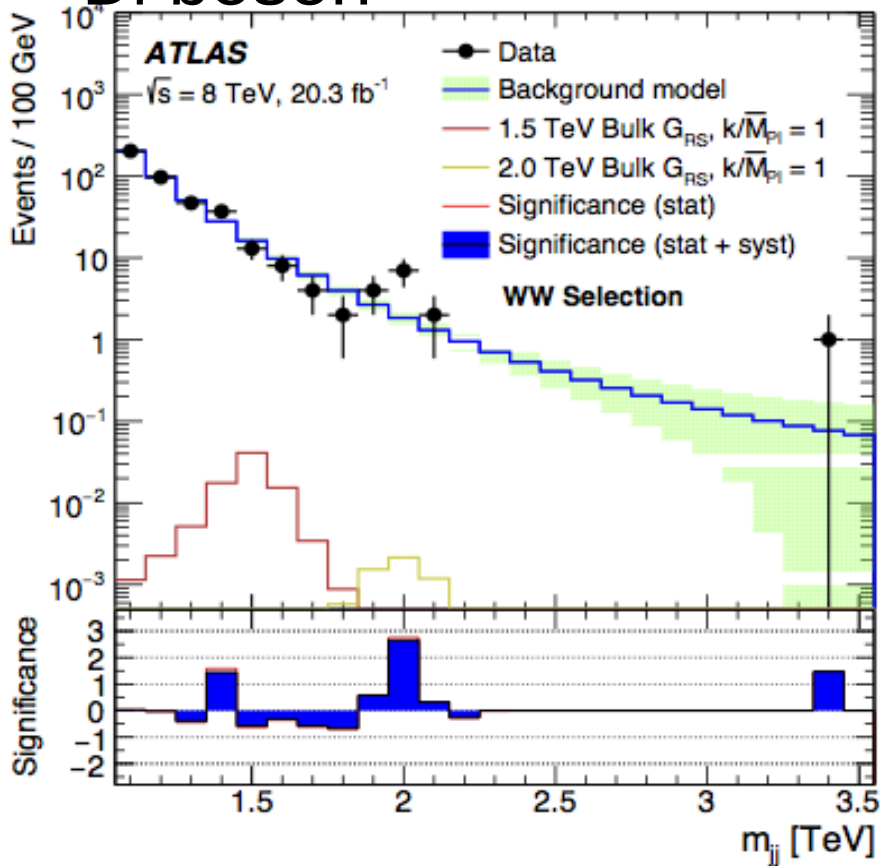 Di-boson
ATLAS
√s = 8 TeV, 20.3 fb⁻¹
Data
Background model
1.5 TeV Bulk G_RS, k/M̅_Pl = 1
2.0 TeV Bulk G_RS, k/M̅_Pl = 1
Significance (stat)
Significance (stat + syst)
WW Selection
Events / 100 GeV
10⁴
10³
10²
10
1
10⁻¹
10⁻²
10⁻³
Significance
3
2
1
0
−1
−2
1.5 2 2.5 3 3.5
m_jj [TeV]